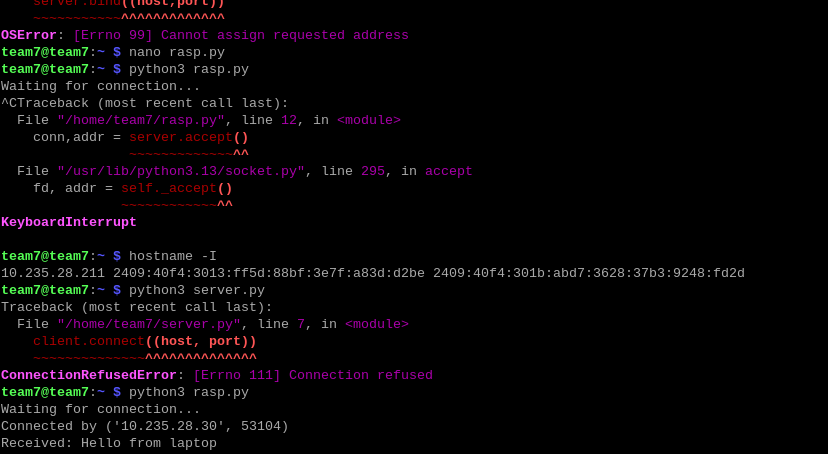 server.bind((host,port))
~~~~~~~~~~~^^^^^^^^^^^^^
OSError: [Errno 99] Cannot assign requested address
team7@team7:~ $ nano rasp.py
team7@team7:~ $ python3 rasp.py
Waiting for connection...
^CTraceback (most recent call last):
  File "/home/team7/rasp.py", line 12, in <module>
    conn,addr = server.accept()
                ~~~~~~~~~~~~~^^
  File "/usr/lib/python3.13/socket.py", line 295, in accept
    fd, addr = self._accept()
               ~~~~~~~~~~~~^^
KeyboardInterrupt

team7@team7:~ $ hostname -I
10.235.28.211 2409:40f4:3013:ff5d:88bf:3e7f:a83d:d2be 2409:40f4:301b:abd7:3628:37b3:9248:fd2d
team7@team7:~ $ python3 server.py
Traceback (most recent call last):
  File "/home/team7/server.py", line 7, in <module>
    client.connect((host, port))
    ~~~~~~~~~~~~~~^^^^^^^^^^^^^^
ConnectionRefusedError: [Errno 111] Connection refused
team7@team7:~ $ python3 rasp.py
Waiting for connection...
Connected by ('10.235.28.30', 53104)
Received: Hello from laptop